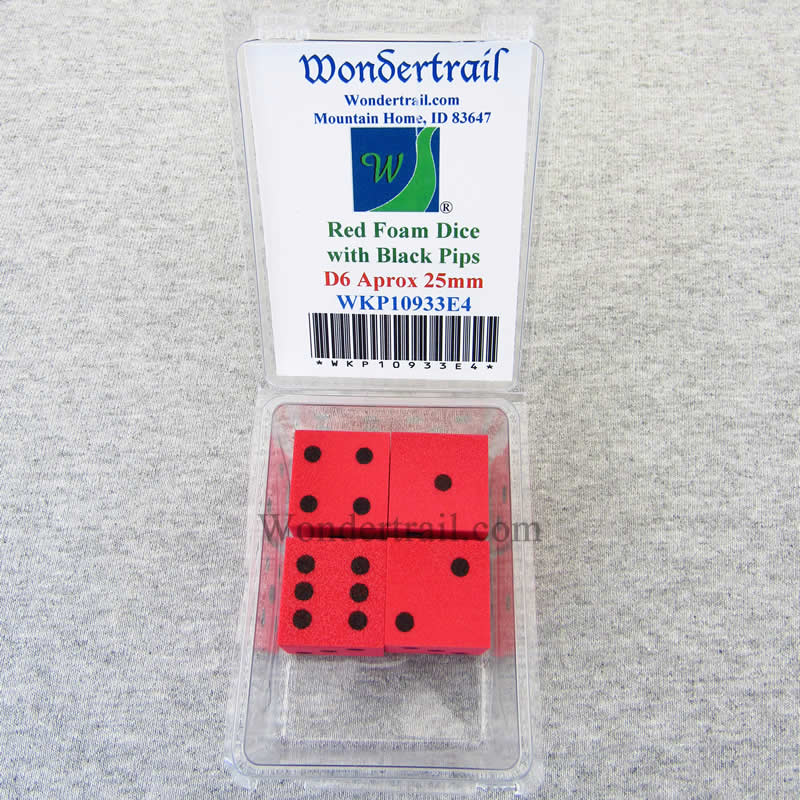 Wondertrail
Wondertrail.com
Mountain Home, ID 83647
W
®
Red Foam Dice
with Black Pips
D6 Aprox 25mm
WKP10933E4
*WKP10933E4*
Wondertrail.com